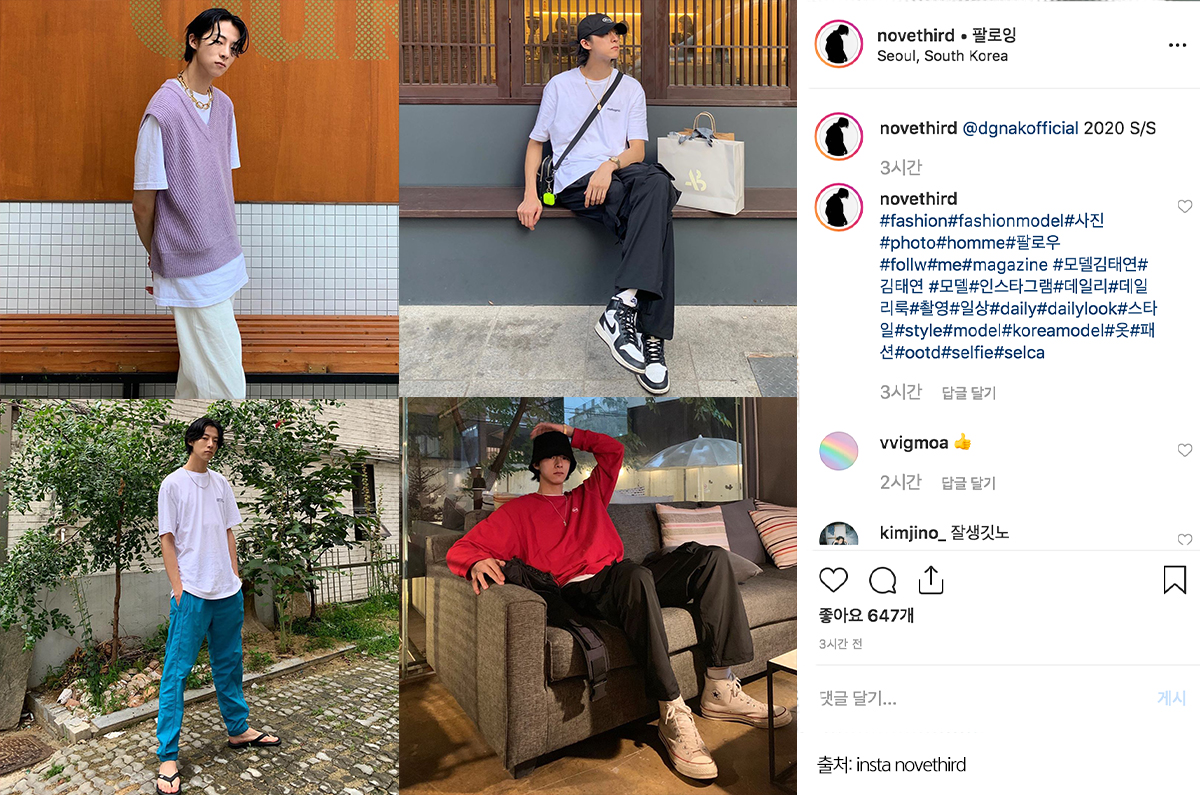 novethird • 팔로잉
Seoul, South Korea
novethird @dgnakofficial 2020 S/S
3시간
novethird
#fashion#fashionmodel#사진
#photo#homme#팔로우
#follw#me#magazine #모델김태연#
김태연 #모델#인스타그램#데일리#데일
리룩#촬영#일상#daily#dailylook#스타
일#style#model#koreamodel#옷#패
션#ootd#selfie#selca
3시간 답글 달기
vvigmoa 👍
2시간 답글 달기
kimjino_ 잘생깃노
좋아요 647개
3시간 전
댓글 달기...
게시
출처: insta novethird